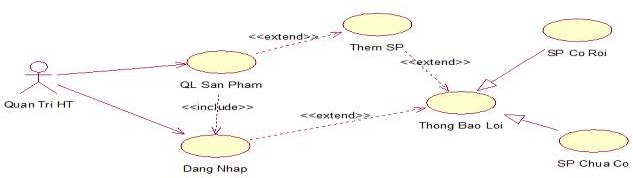 <<extend>>
Them SP
SP Co Roi
<<extend>>
QL San Pham
Quan Tri HT
<<include>>
<<extend>>
Thong Bao Loi
Dang Nhap
SP Chua Co